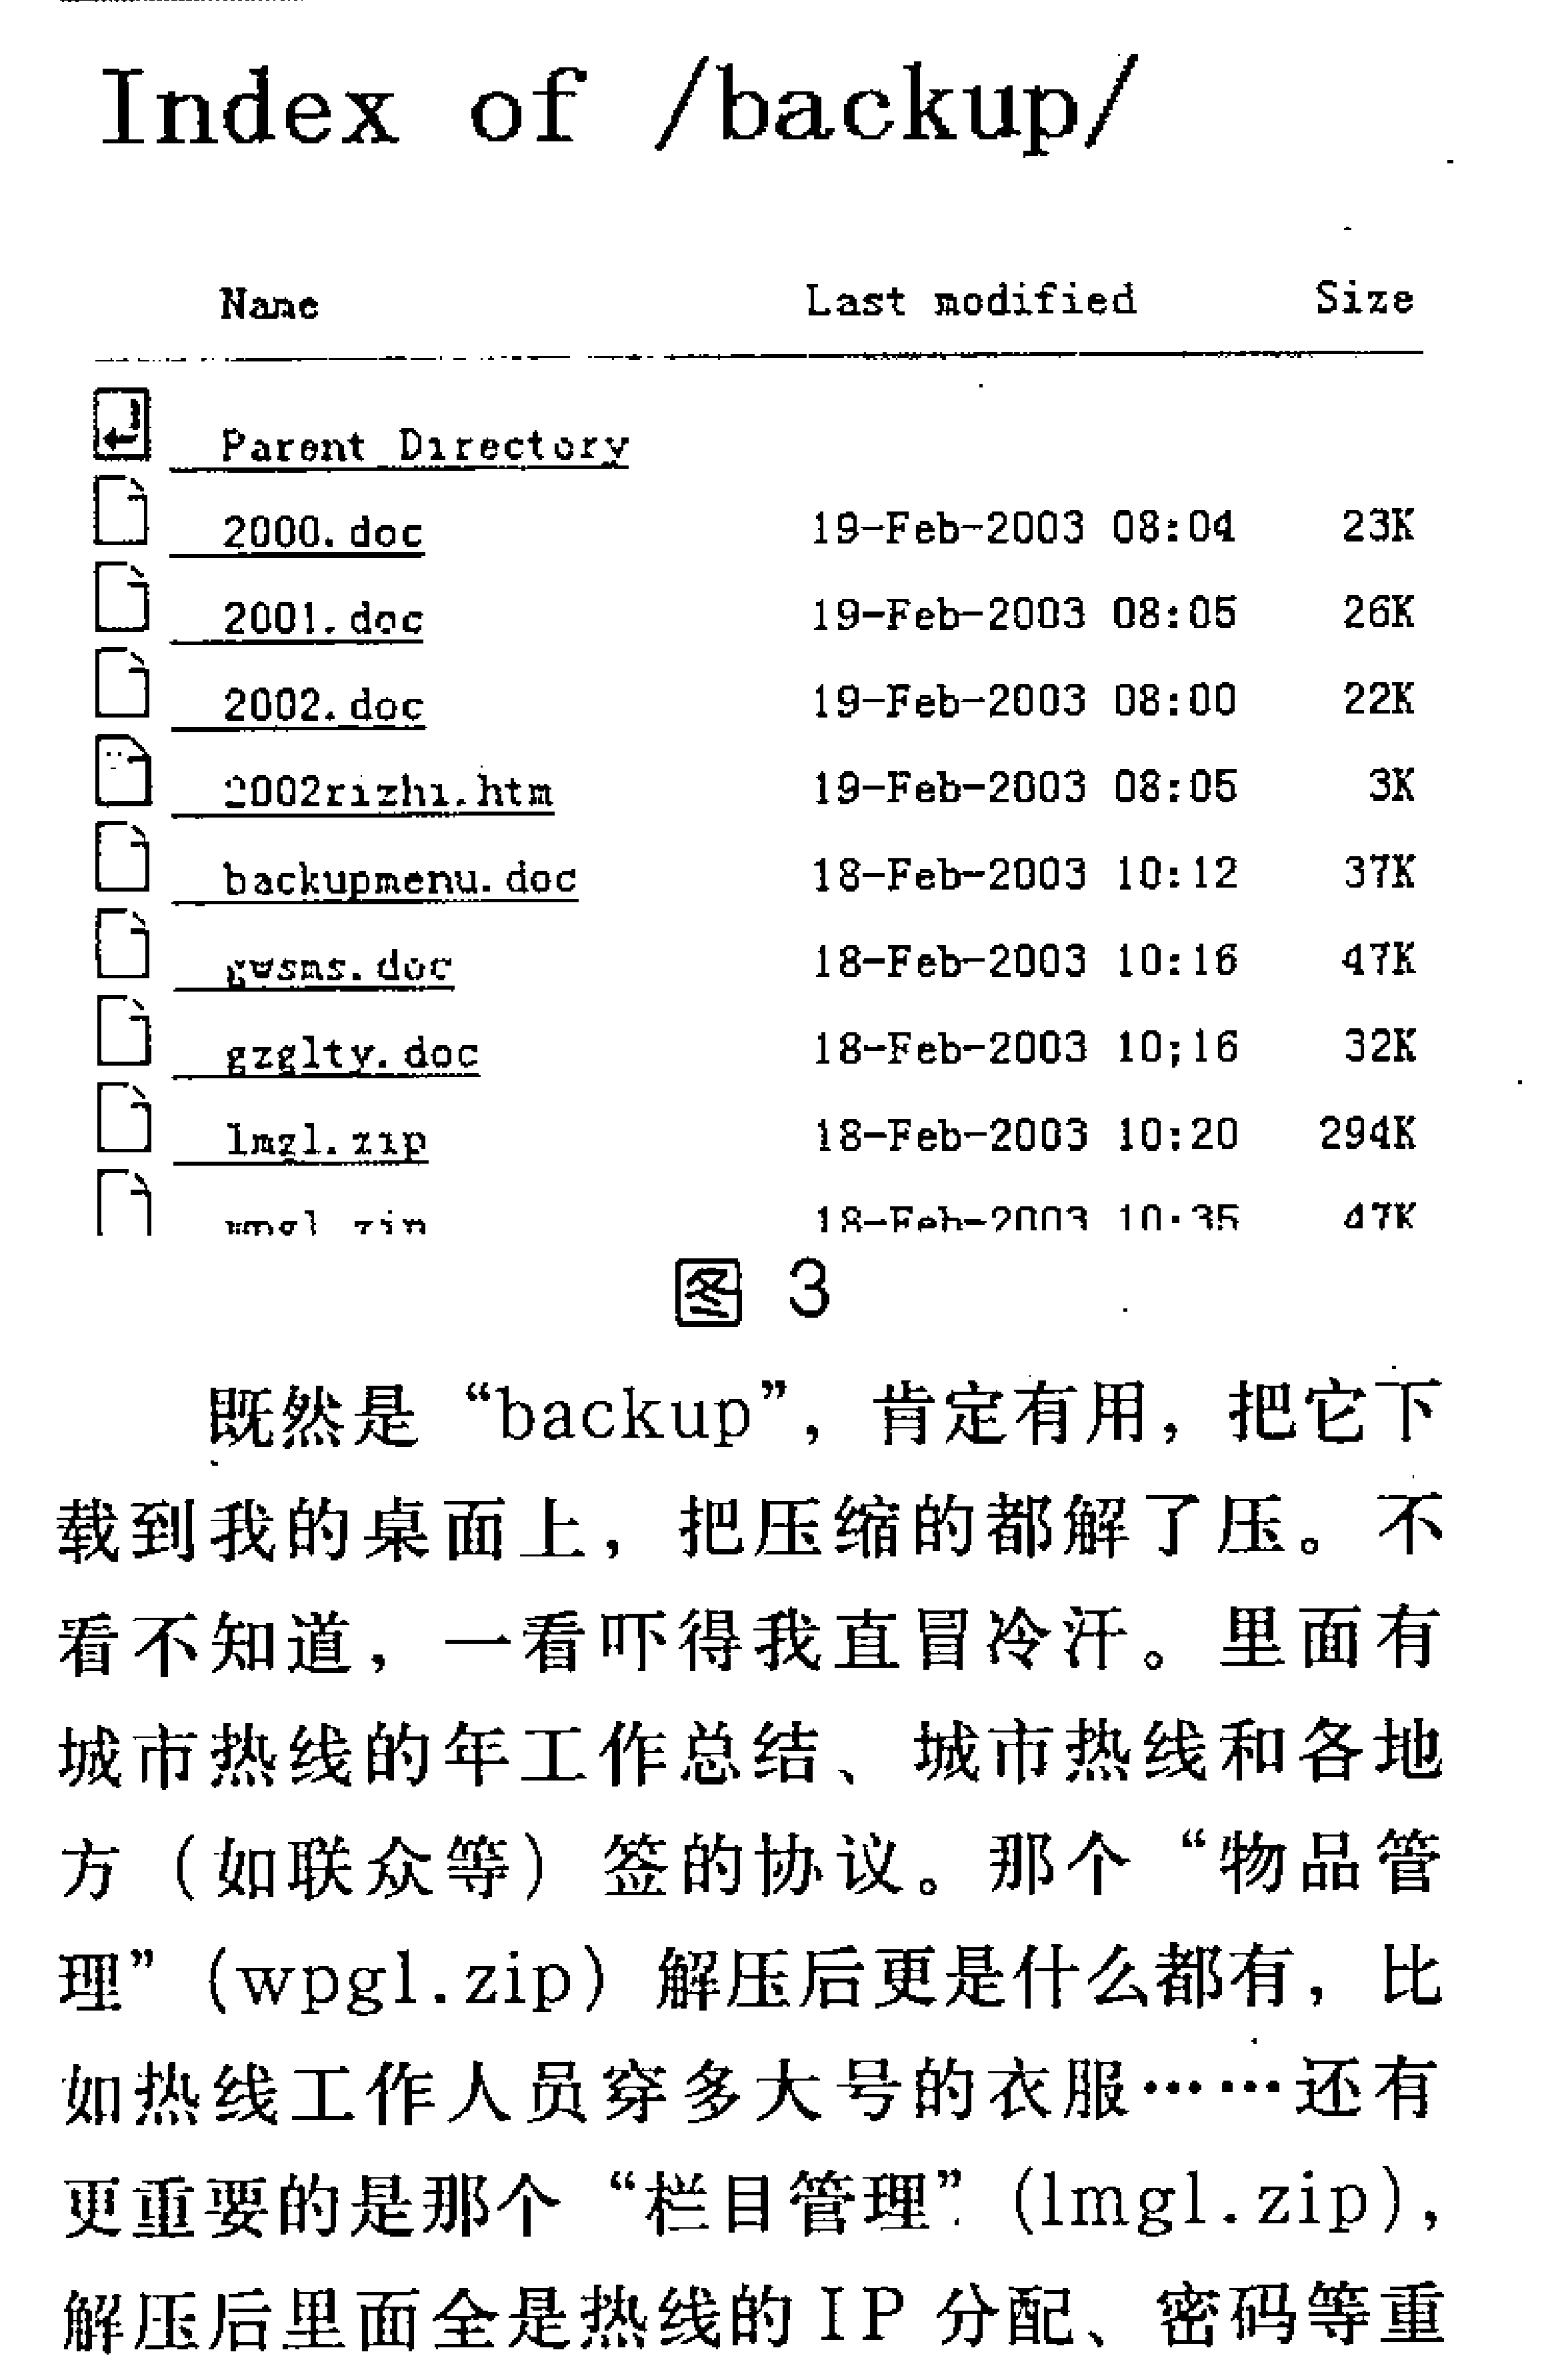 Index of /backup/
Name Last modified Size
Parent Directory
2000.doc 19-Feb-2003 08:04 23K
2001.doc 19-Feb-2003 08:05 26K
2002.doc 19-Feb-2003 08:00 22K
2002rizhi.htm 19-Feb-2003 08:05 3K
backupmenu.doc 18-Feb-2003 10:12 37K
gwsms.doc 18-Feb-2003 10:16 47K
gzglty.doc 18-Feb-2003 10:16 32K
lmgl.zip 18-Feb-2003 10:20 294K
18-Feb-2003 10:35 47K
图 3
既然是“backup”，肯定有用，把它下
载到我的桌面上，把压缩的都解了压。不
看不知道，一看吓得我直冒冷汗。里面有
城市热线的年工作总结、城市热线和各地
方（如联众等）签的协议。那个“物品管
理”（wpgl.zip）解压后更是什么都有，比
如热线工作人员穿多大号的衣服……还有
更重要的是那个“栏目管理”（lmgl.zip），
解压后里面全是热线的IP 分配、密码等重